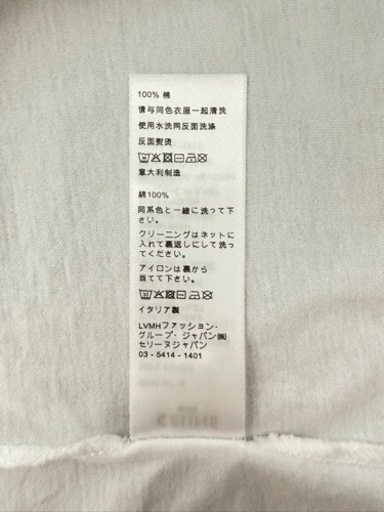 100% 棉
请与同色衣服一起清洗
使用水洗网反面洗涤
反面熨烫
意大利制造
綿100%
同系色と一緒に洗って下
さい。
クリーニングはネットに
入れて裏返しにして洗っ
てください。
アイロンは裏から
当てて下さい。
イタリア製
LVMHファッション・
グループ・ジャパン㈱
セリーヌジャパン
03 - 5414 - 1401